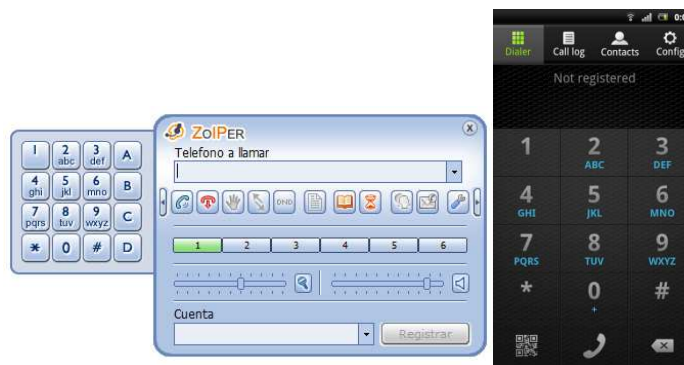 1 2 abc 3 def A
4 ghi 5 jkl 6 mno B
7 pqrs 8 tuv 9 wxyz C
* 0 # D
ZOIPER
Telefono a llamar
DND
1 2 3 4 5 6
Cuenta
Registrar
0:0
Dialer Call log Contacts Config
Not registered
1 2 3
ABC DEF
4 5 6
GHI JKL MNO
7 8 9
PQRS TUV WXYZ
* 0 #
+